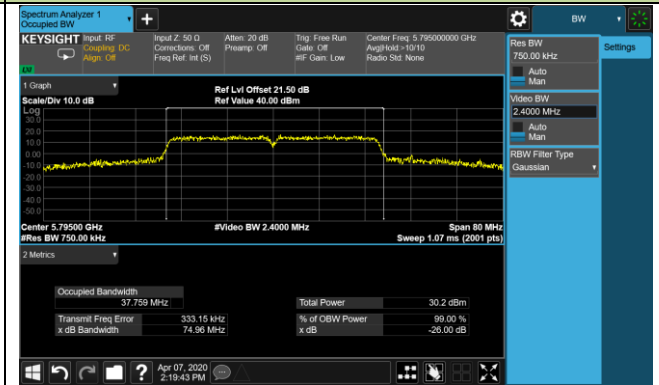 Spectrum Analyzer 1
Occupied BW
+
BW
KEYSIGHT Input: RF Input Z: 50 Ω Atten: 20 dB Trig: Free Run Center Freq: 5.795000000 GHz
Coupling: DC Corrections: Off Preamp: Off Gate: Off Avg|Hold:>10/10
Align: Off Freq Ref: Int (S) #IF Gain: Low Radio Std: None
Res BW
750.00 kHz
Auto
Man
Settings
Video BW
2.4000 MHz
Auto
Man
RBW Filter Type
Gaussian
1 Graph
Ref Lvl Offset 21.50 dB
Scale/Div 10.0 dB Ref Value 40.00 dBm
Log
30.0
20.0
10.0
0.00
-10.0
-20.0
-30.0
-40.0
-50.0
Center 5.79500 GHz #Video BW 2.4000 MHz Span 80 MHz
#Res BW 750.00 kHz Sweep 1.07 ms (2001 pts)
2 Metrics
Occupied Bandwidth
37.759 MHz Total Power 30.2 dBm
Transmit Freq Error 333.15 kHz % of OBW Power 99.00 %
x dB Bandwidth 74.96 MHz x dB -26.00 dB
? Apr 07, 2020
2:19:43 PM